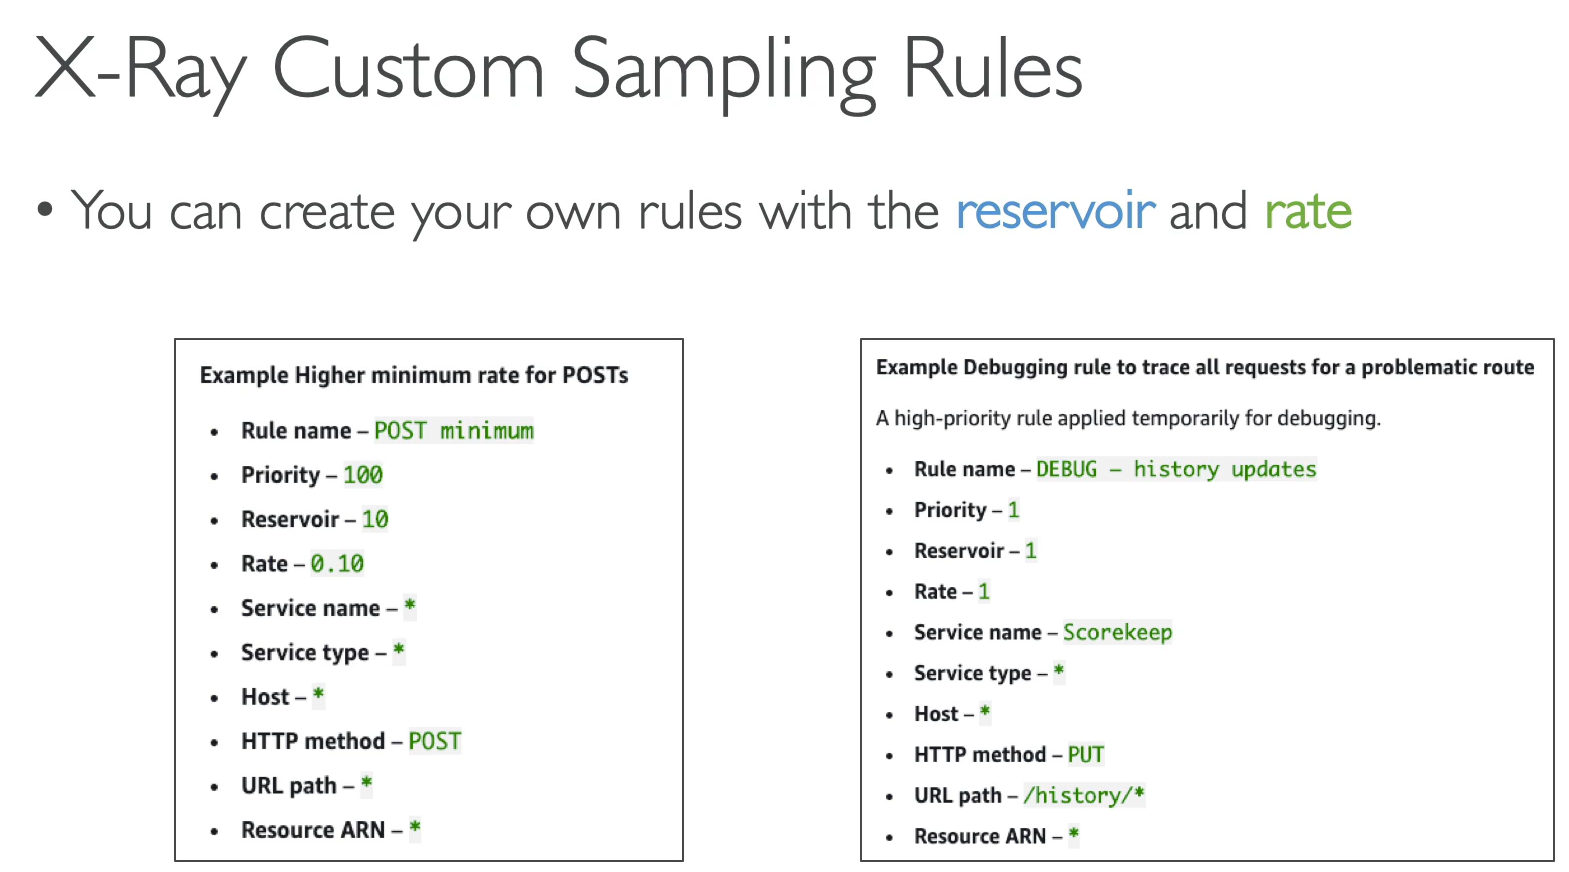 X-Ray Custom Sampling Rules
• You can create your own rules with the reservoir and rate
Example Higher minimum rate for POSTs
• Rule name – POST minimum
• Priority – 100
• Reservoir – 10
• Rate – 0.10
• Service name – *
• Service type – *
• Host – *
• HTTP method – POST
• URL path – *
• Resource ARN – *
Example Debugging rule to trace all requests for a problematic route
A high-priority rule applied temporarily for debugging.
• Rule name – DEBUG – history updates
• Priority – 1
• Reservoir – 1
• Rate – 1
• Service name – Scorekeep
• Service type – *
• Host – *
• HTTP method – PUT
• URL path – /history/*
• Resource ARN – *